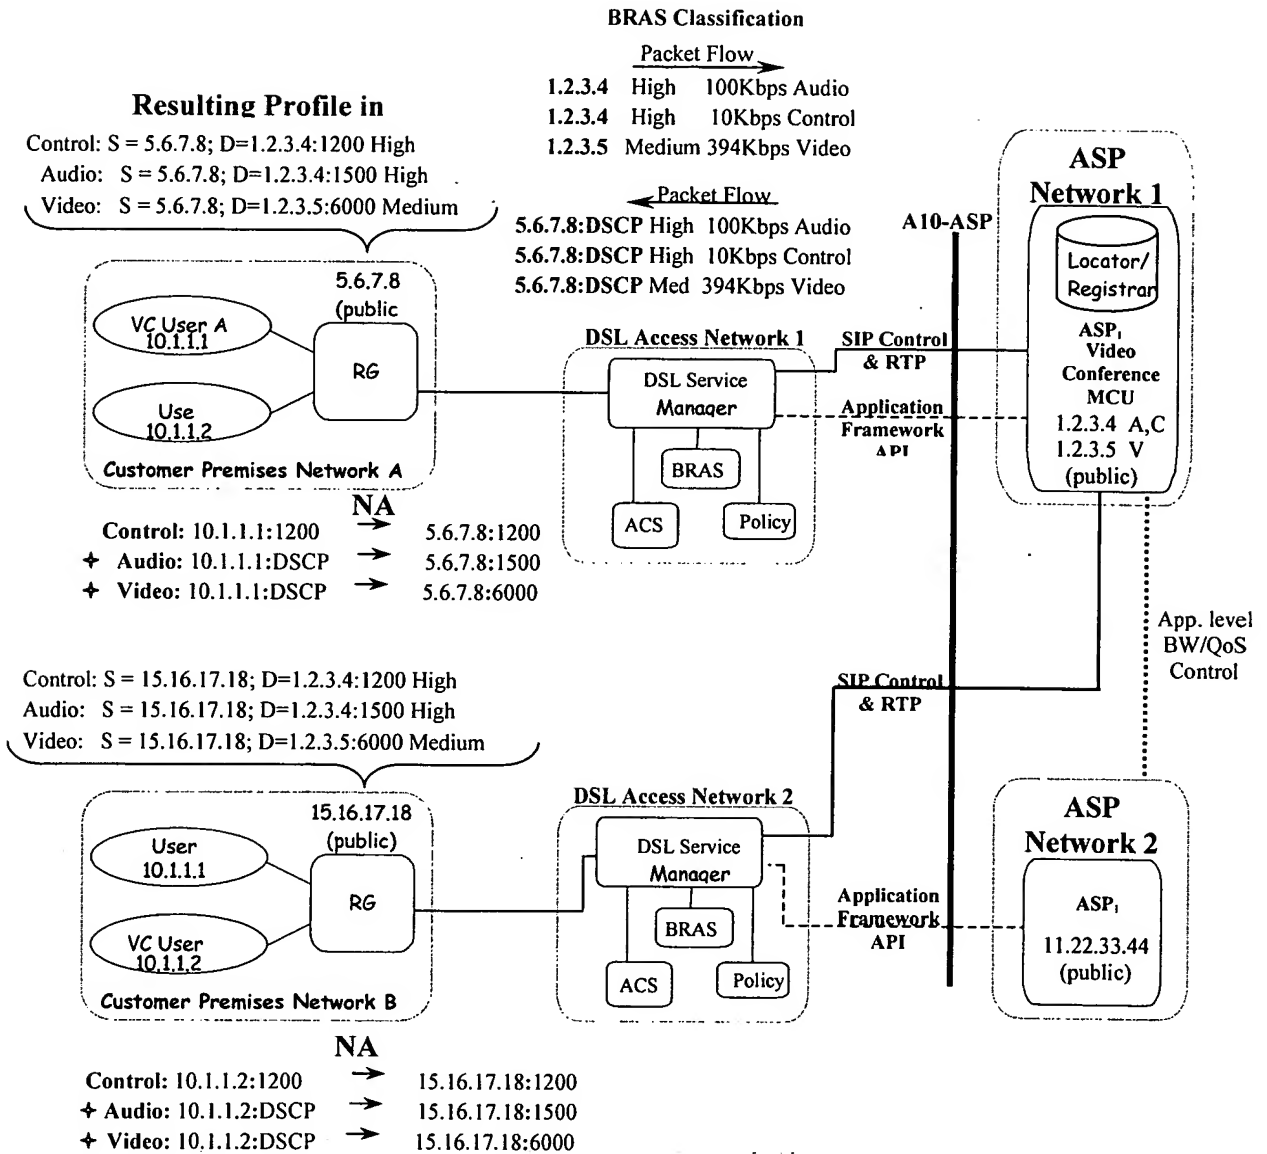 BRAS Classification
Packet Flow
1.2.3.4 High 100Kbps Audio
1.2.3.4 High 10Kbps Control
1.2.3.5 Medium 394Kbps Video
Packet Flow
5.6.7.8:DSCP High 100Kbps Audio
5.6.7.8:DSCP High 10Kbps Control
5.6.7.8:DSCP Med 394Kbps Video
Resulting Profile in
Control: S = 5.6.7.8; D=1.2.3.4:1200 High
Audio: S = 5.6.7.8; D=1.2.3.4:1500 High
Video: S = 5.6.7.8; D=1.2.3.5:6000 Medium
5.6.7.8
(public
VC User A
10.1.1.1
RG
Use
10.1.1.2
Customer Premises Network A
DSL Access Network 1
DSL Service
Manager
BRAS
ACS
Policy
A10-ASP
SIP Control
& RTP
Application
Framework
API
ASP
Network 1
Locator/
Registrar
ASP₁
Video
Conference
MCU
1.2.3.4 A,C
1.2.3.5 V
(public)
NA
Control: 10.1.1.1:1200 → 5.6.7.8:1200
✦ Audio: 10.1.1.1:DSCP → 5.6.7.8:1500
✦ Video: 10.1.1.1:DSCP → 5.6.7.8:6000
App. level
BW/QoS
Control
Control: S = 15.16.17.18; D=1.2.3.4:1200 High
Audio: S = 15.16.17.18; D=1.2.3.4:1500 High
Video: S = 15.16.17.18; D=1.2.3.5:6000 Medium
15.16.17.18
(public)
User
10.1.1.1
RG
VC User
10.1.1.2
Customer Premises Network B
DSL Access Network 2
DSL Service
Manager
BRAS
ACS
Policy
SIP Control
& RTP
Application
Framework
API
ASP
Network 2
ASP₁
11.22.33.44
(public)
NA
Control: 10.1.1.2:1200 → 15.16.17.18:1200
✦ Audio: 10.1.1.2:DSCP → 15.16.17.18:1500
✦ Video: 10.1.1.2:DSCP → 15.16.17.18:6000